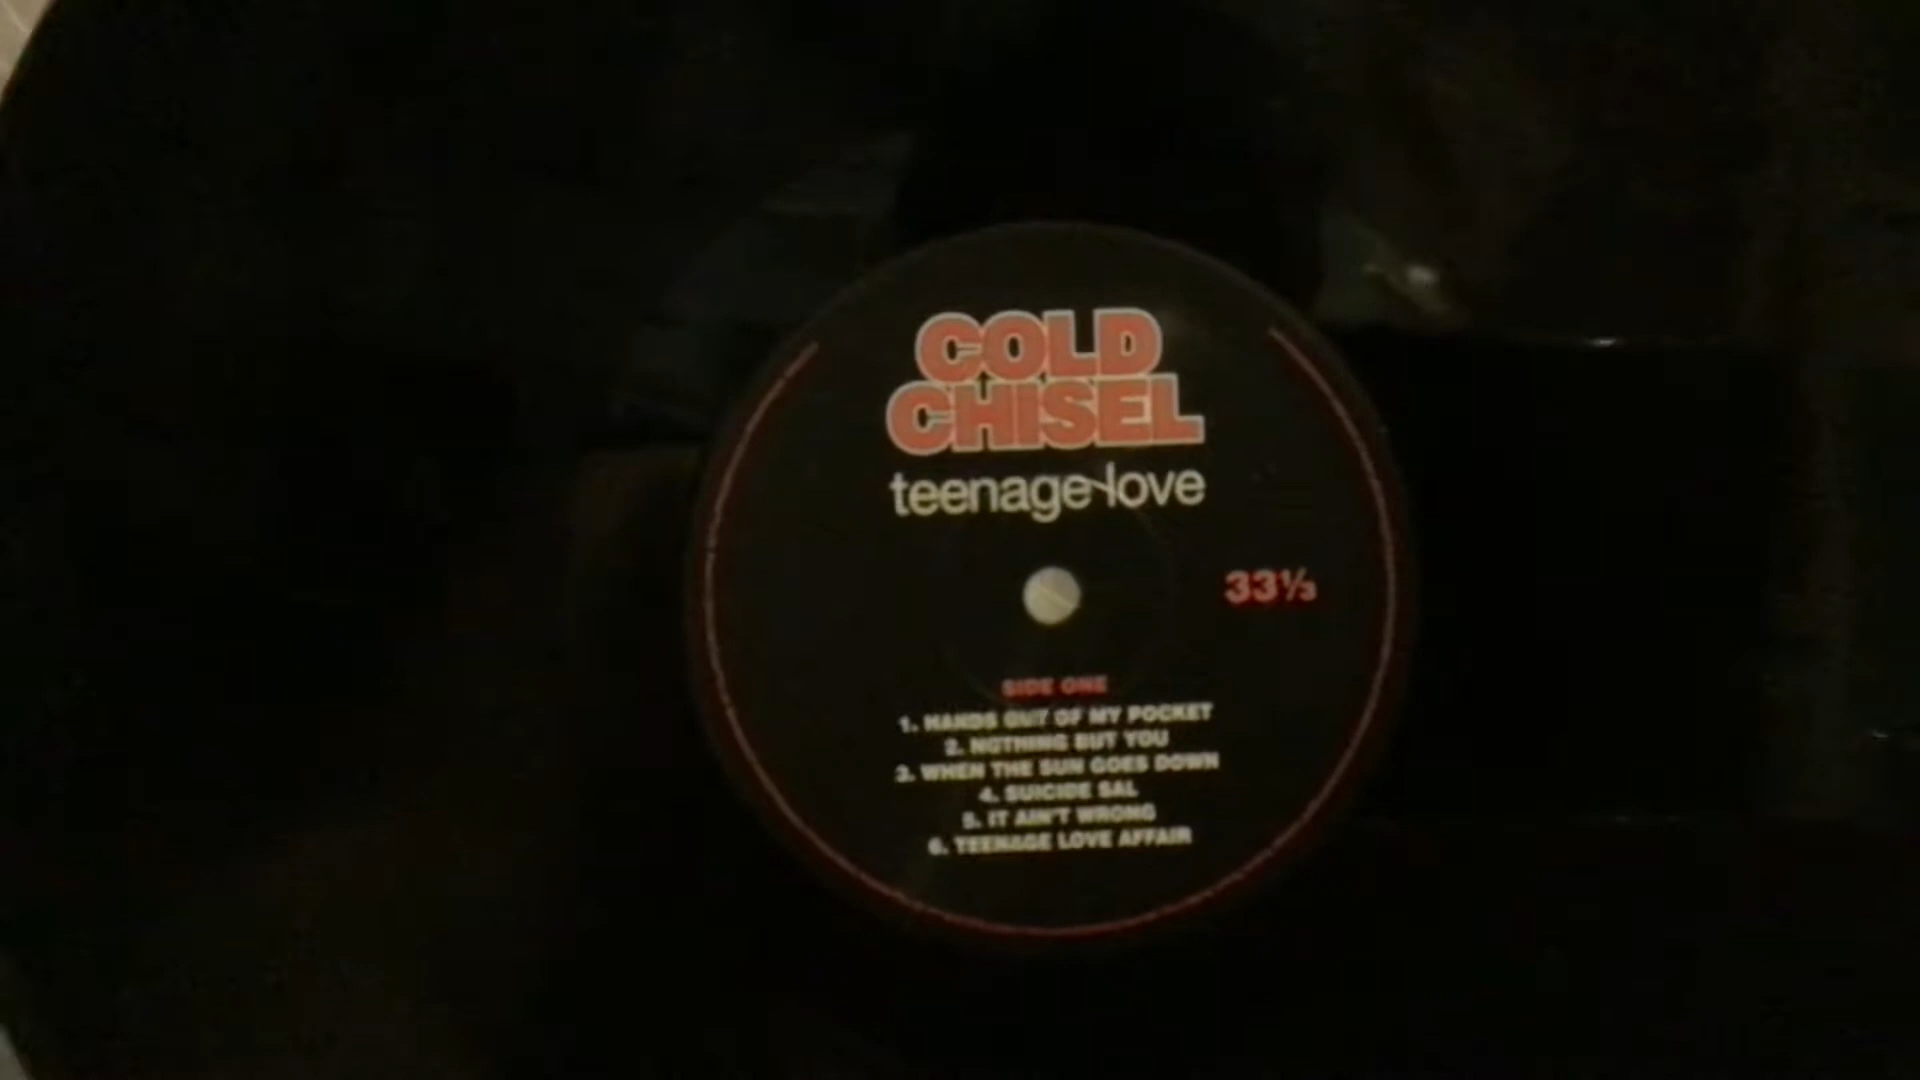 COLD
CHISEL
teenage love
33⅓
SIDE ONE
1. HANDS OUT OF MY POCKET
2. NOTHING BUT YOU
3. WHEN THE SUN GOES DOWN
4. SUICIDE SAL
5. IT AIN'T WRONG
6. TEENAGE LOVE AFFAIR